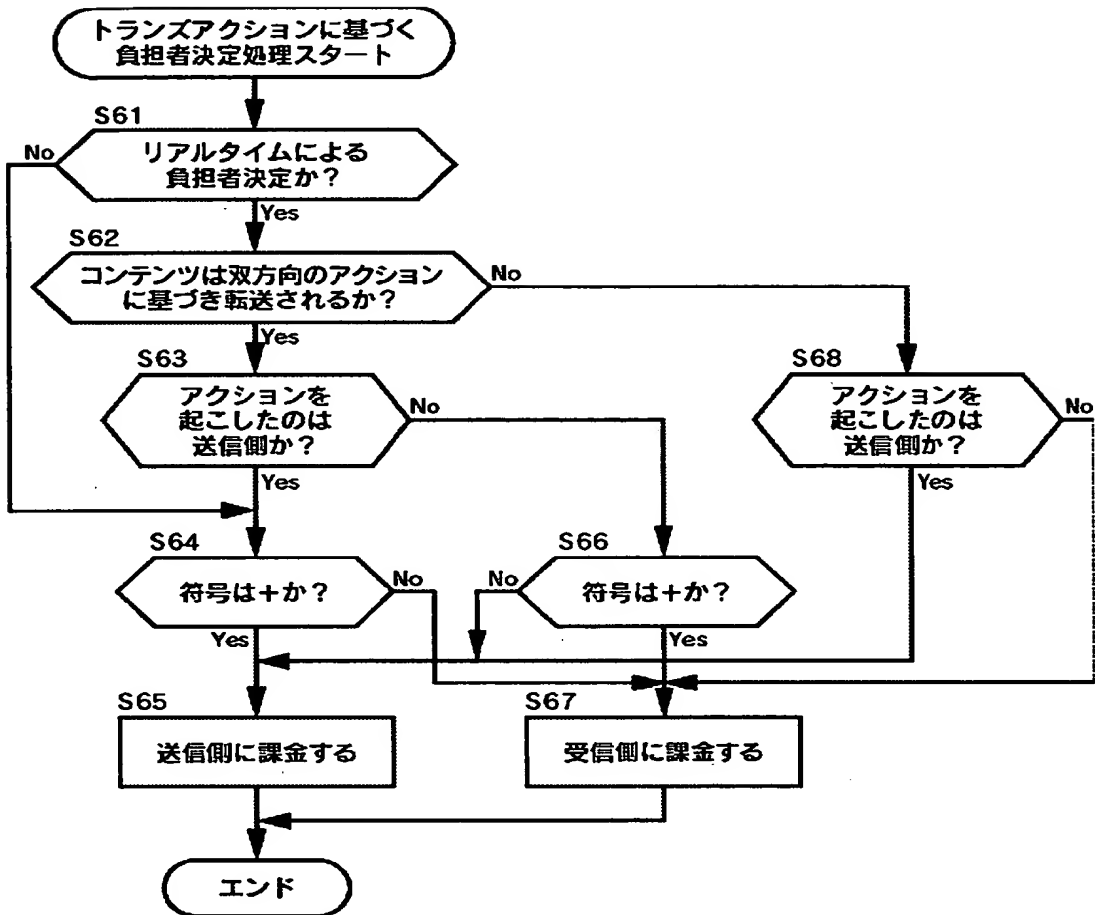 トランズアクションに基づく
負担者決定処理スタート
S61
No
リアルタイムによる
負担者決定か？
Yes
S62
コンテンツは双方向のアクション
に基づき転送されるか？
No
Yes
S63
アクションを
起こしたのは
送信側か？
No
Yes
S68
アクションを
起こしたのは
送信側か？
No
Yes
S64
符号は＋か？
No
Yes
S66
No
符号は＋か？
Yes
S65
送信側に課金する
S67
受信側に課金する
エンド